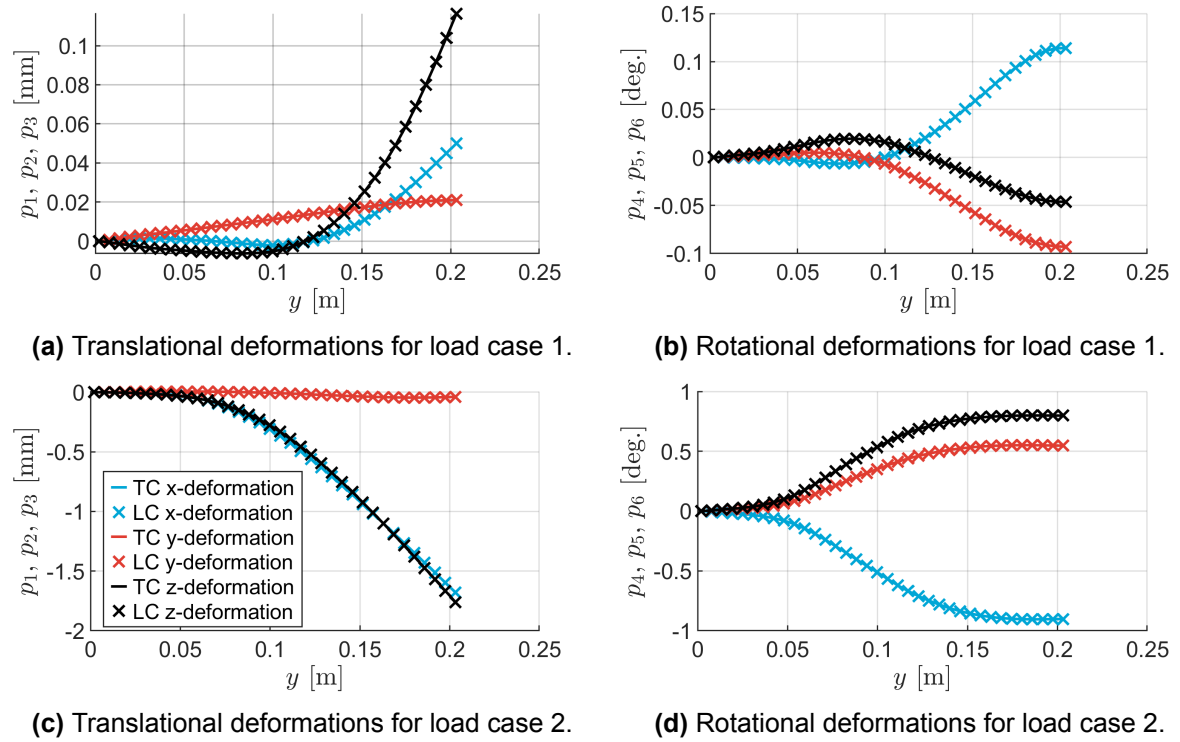 p1, p2, p3 [mm]
0.1
0.08
0.06
0.04
0.02
0
0 0.05 0.1 0.15 0.2 0.25
y [m]
(a) Translational deformations for load case 1.
p4, p5, p6 [deg.]
0.15
0.1
0.05
0
-0.05
-0.1
0 0.05 0.1 0.15 0.2 0.25
y [m]
(b) Rotational deformations for load case 1.
p1, p2, p3 [mm]
0
-0.5
-1
-1.5
-2
TC x-deformation
LC x-deformation
TC y-deformation
LC y-deformation
TC z-deformation
LC z-deformation
0 0.05 0.1 0.15 0.2 0.25
y [m]
(c) Translational deformations for load case 2.
p4, p5, p6 [deg.]
1
0.5
0
-0.5
-1
0 0.05 0.1 0.15 0.2 0.25
y [m]
(d) Rotational deformations for load case 2.